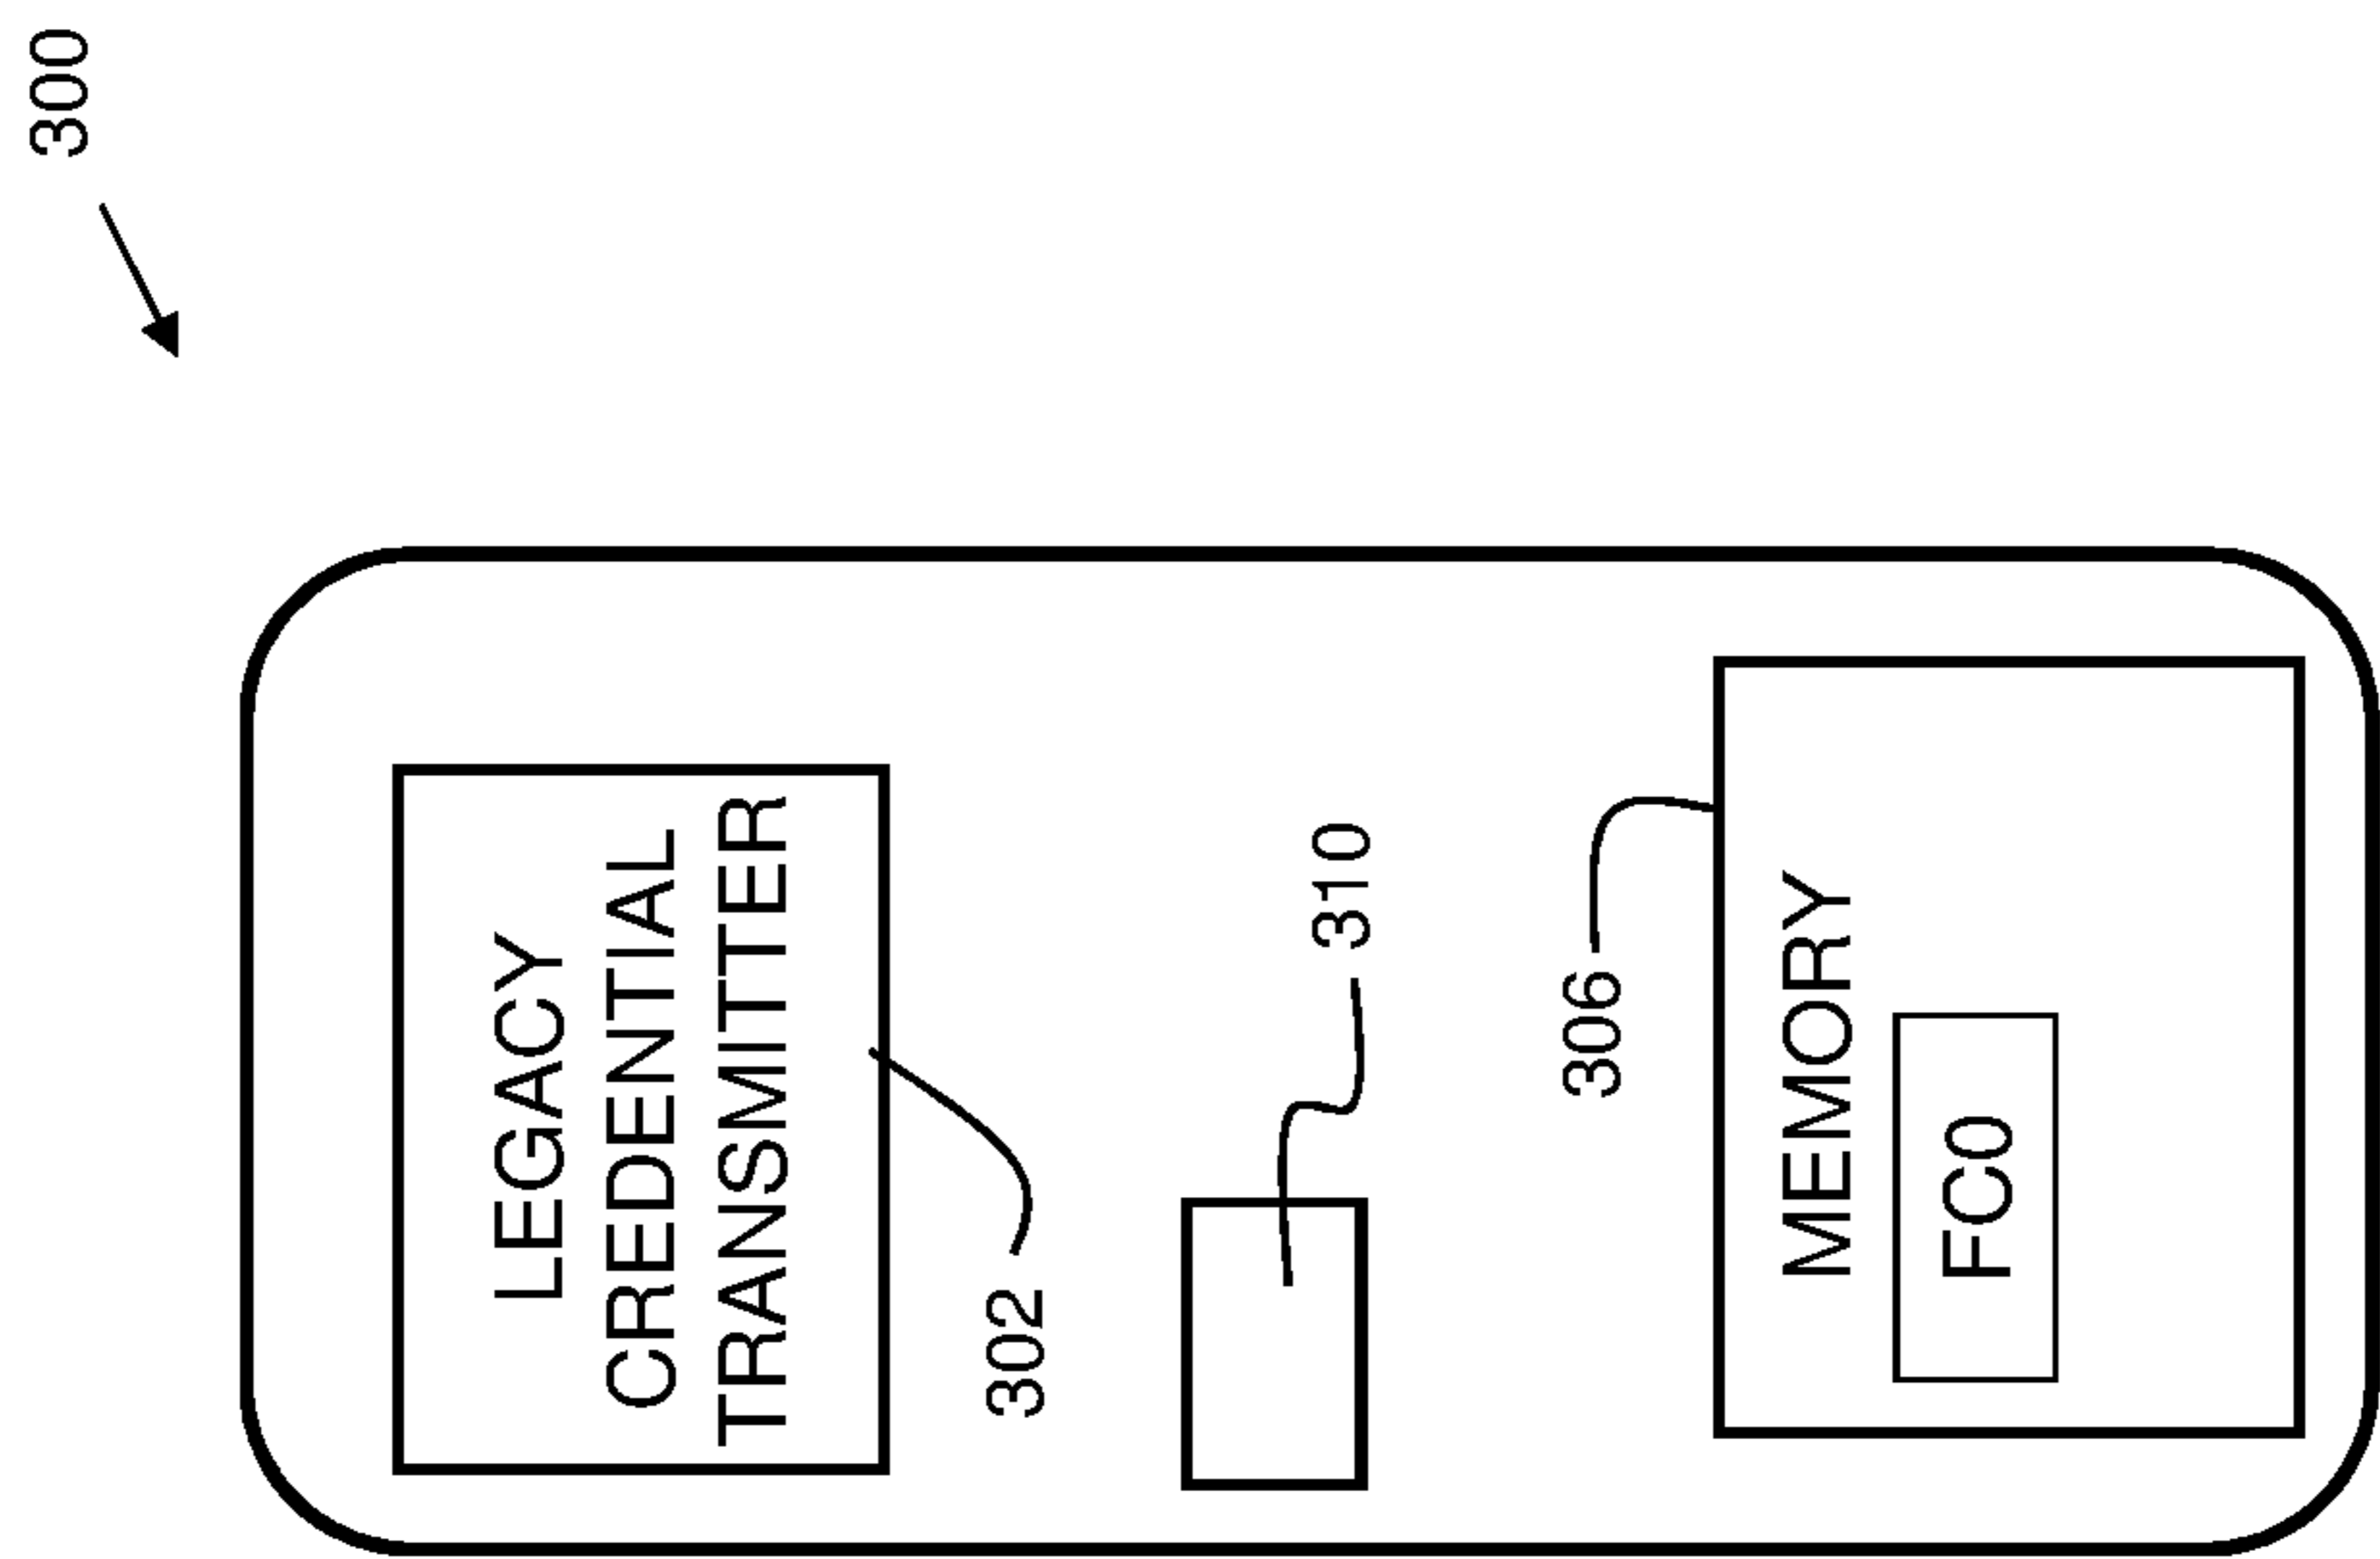 300
LEGACY
CREDENTIAL
TRANSMITTER
302
310
306
MEMORY
FC0